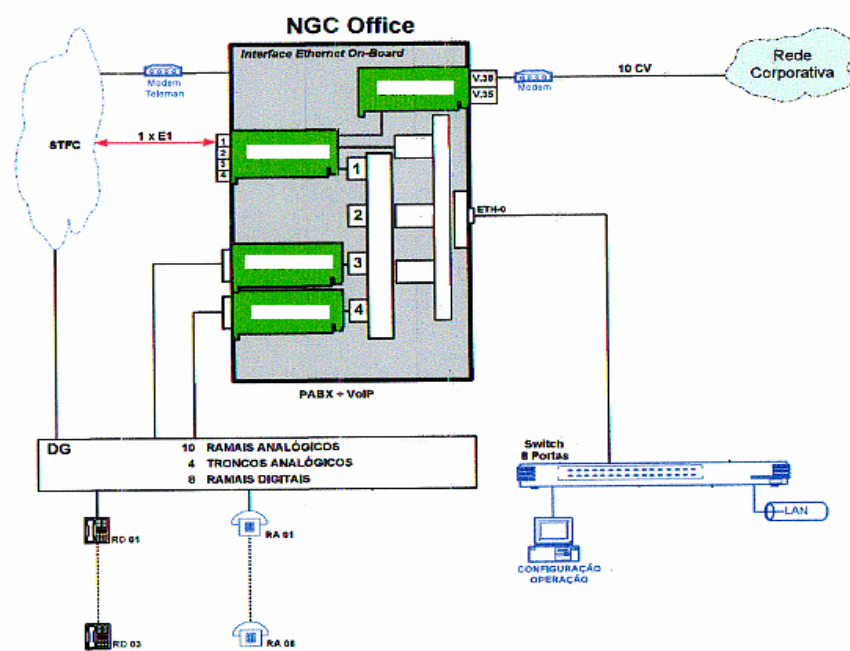 NGC Office
Interface Ethernet On-Board
Modem
Teleman
STFC
1 x E1
1
2
3
4
V.36
V.35
Modem
10 CV
Rede
Corporativa
1
2
3
4
ETH-0
PABX + VoIP
DG
10 RAMAIS ANALÓGICOS
4 TRONCOS ANALÓGICOS
8 RAMAIS DIGITAIS
Switch
8 Portas
LAN
CONFIGURAÇÃO
OPERAÇÃO
RD 01
RA 01
RD 03
RA 08